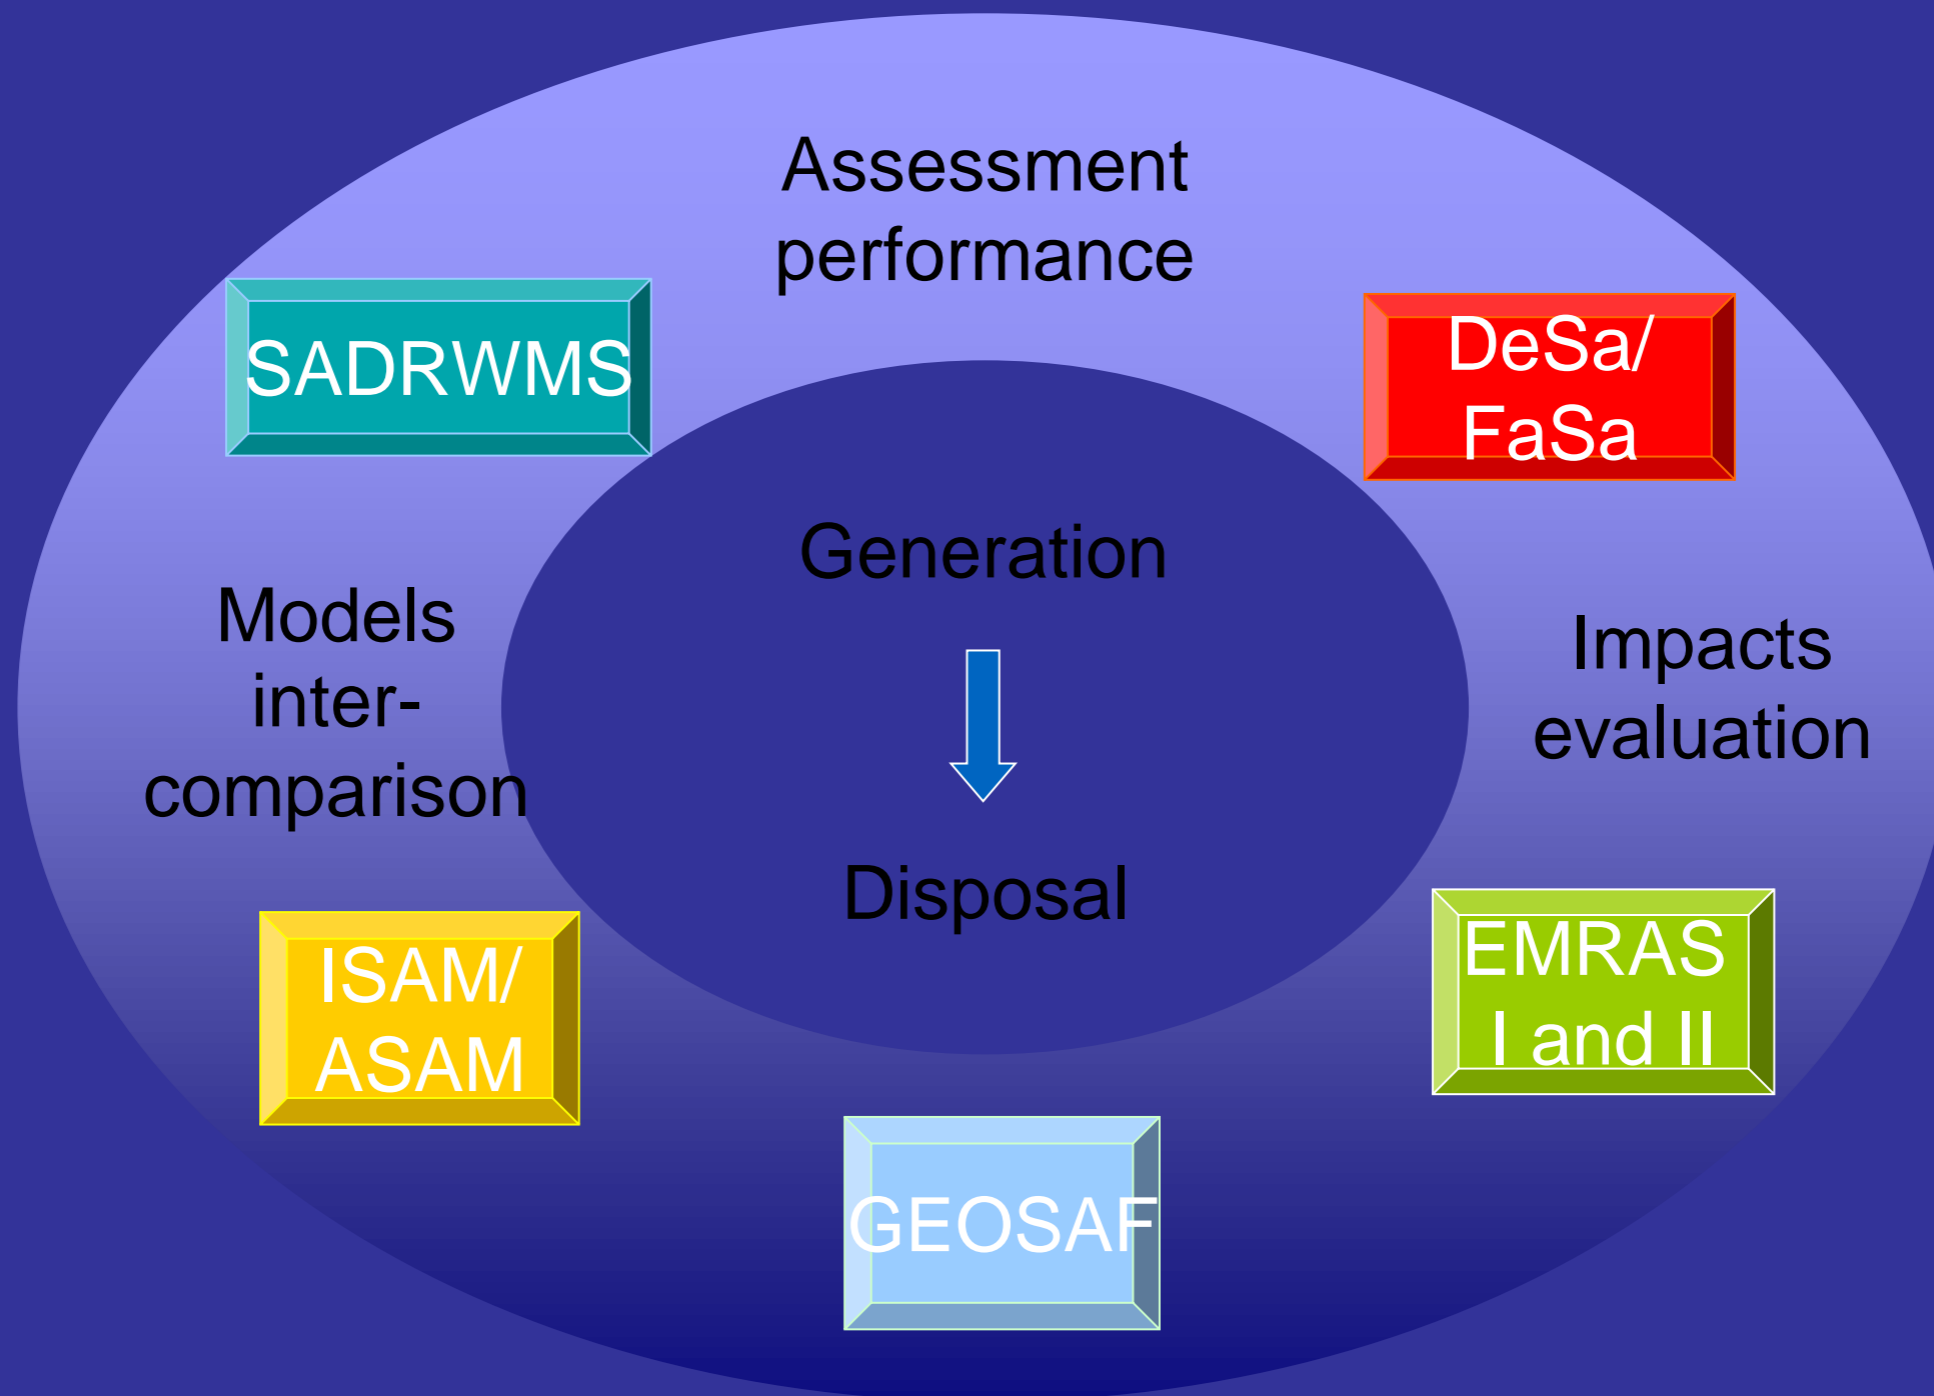 Assessment
performance
SADRWMS
DeSa/
FaSa
Generation
Models
inter-
comparison
Impacts
evaluation
Disposal
ISAM/
ASAM
EMRAS
I and II
GEOSAF